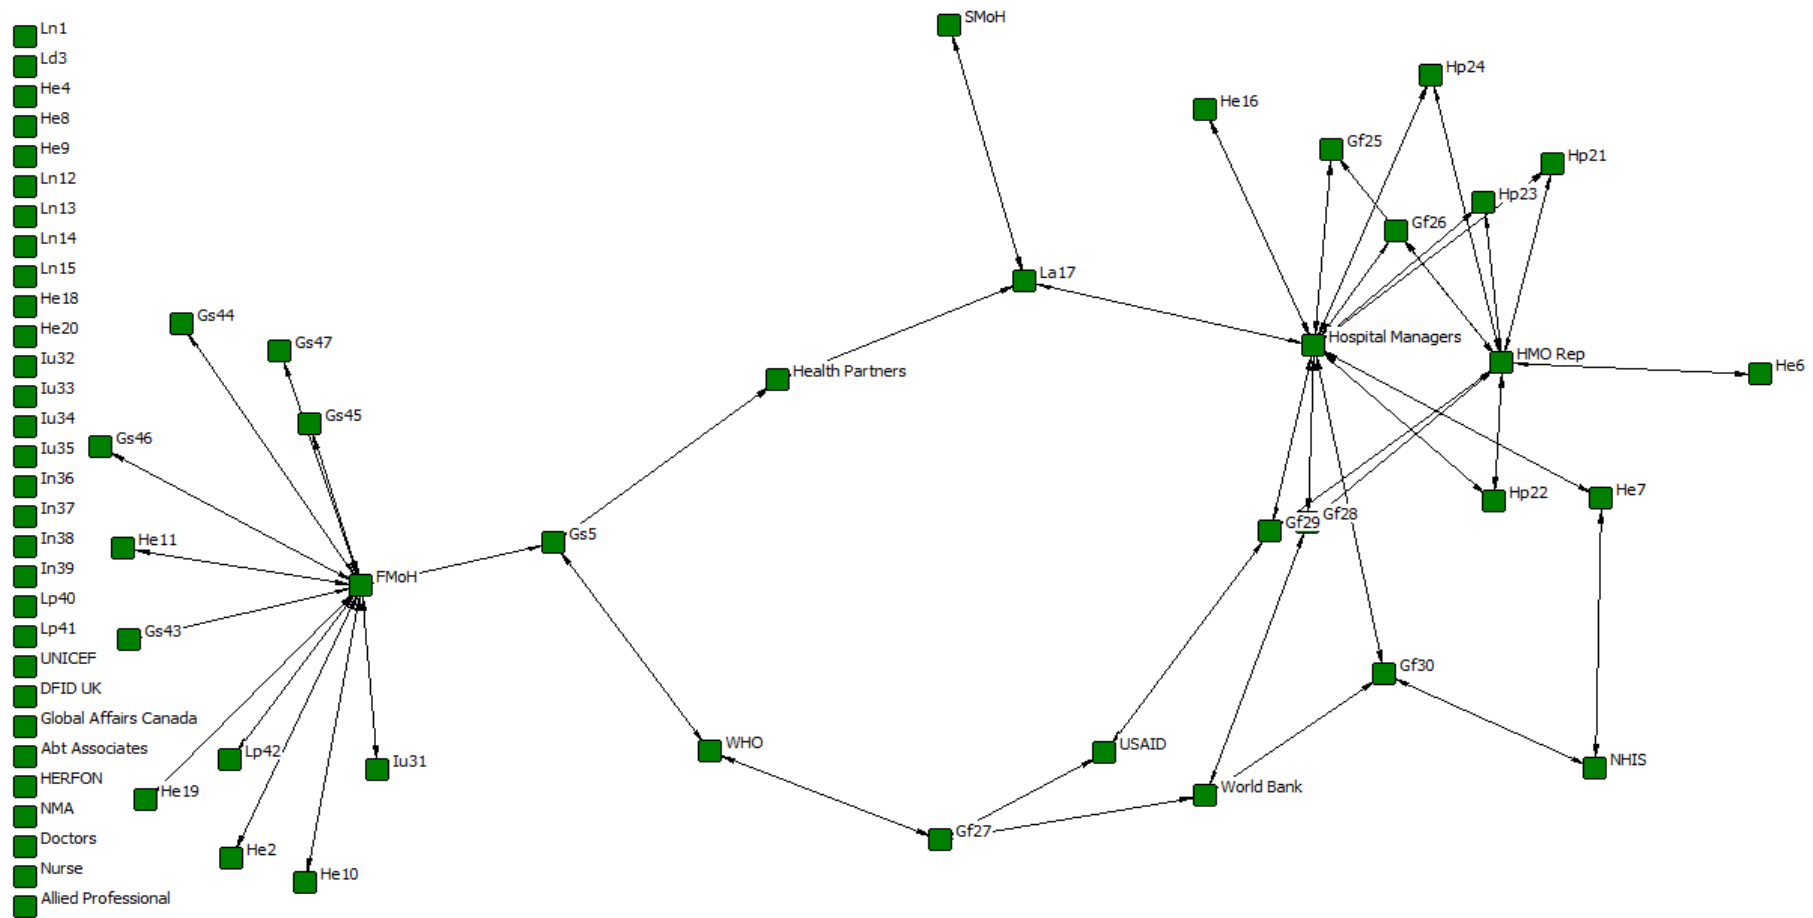 Ln1
Ld3
He4
He8
He9
Ln12
Ln13
Ln14
Ln15
He18
He20
Iu32
Iu33
Iu34
Iu35
In36
In37
In38
In39
Lp40
Lp41
UNICEF
DFID UK
Global Affairs Canada
Abt Associates
HERFON
NMA
Doctors
Nurse
Allied Professional
Gs44
Gs47
Gs45
Gs46
He11
FMoH
Gs43
Lp42
Iu31
He19
He2
He10
Gs5
Health Partners
WHO
Gf27
SMoH
La17
He16
Hp24
Gf25
Hp21
Hp23
Gf26
Hospital Managers
HMO Rep
He6
Hp22
He7
Gf29
Gf28
Gf30
USAID
World Bank
NHIS